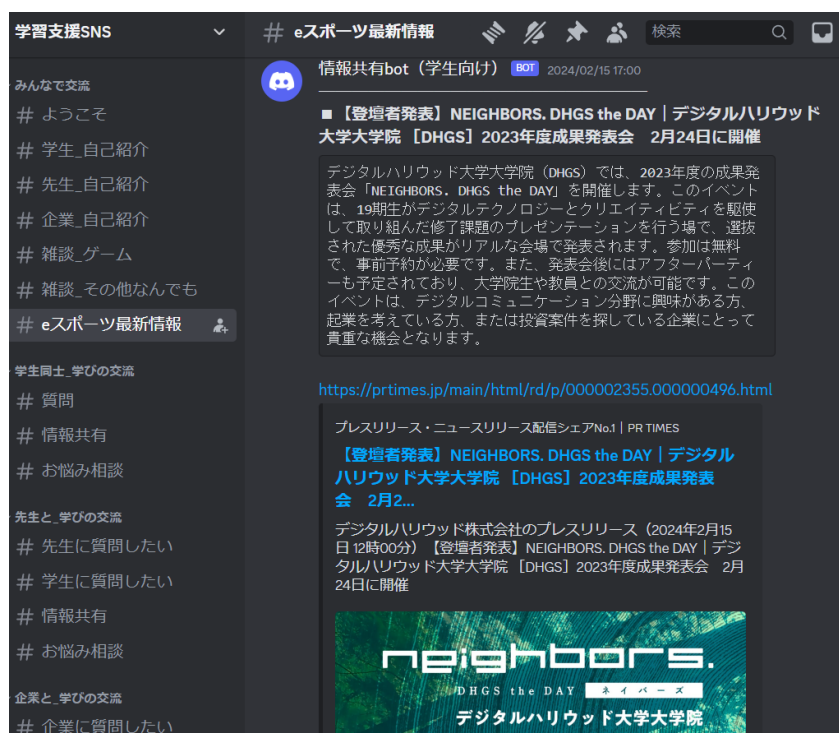 学習支援SNS
みんなで交流
# ようこそ
# 学生_自己紹介
# 先生_自己紹介
# 企業_自己紹介
# 雑談_ゲーム
# 雑談_その他なんでも
# eスポーツ最新情報
学生同士_学びの交流
# 質問
# 情報共有
# お悩み相談
先生と_学びの交流
# 先生に質問したい
# 学生に質問したい
# 情報共有
# お悩み相談
企業と_学びの交流
# 企業に質問したい
# eスポーツ最新情報
検索
情報共有bot（学生向け） BOT 2024/02/15 17:00
■【登壇者発表】NEIGHBORS. DHGS the DAY｜デジタルハリウッド
大学大学院 ［DHGS］2023年度成果発表会　2月24日に開催
デジタルハリウッド大学大学院（DHGS）では、2023年度の成果発
表会「NEIGHBORS. DHGS the DAY」を開催します。このイベント
は、19期生がデジタルテクノロジーとクリエイティビティを駆使
して取り組んだ修了課題のプレゼンテーションを行う場で、選抜
された優秀な成果がリアルな会場で発表されます。参加は無料
で、事前予約が必要です。また、発表会後にはアフターパーティ
ーも予定されており、大学院生や教員との交流が可能です。この
イベントは、デジタルコミュニケーション分野に興味がある方、
起業を考えている方、または投資案件を探している企業にとって
貴重な機会となります。
https://prtimes.jp/main/html/rd/p/000002355.000000496.html
プレスリリース・ニュースリリース配信シェアNo.1｜PR TIMES
【登壇者発表】NEIGHBORS. DHGS the DAY｜デジタル
ハリウッド大学大学院 ［DHGS］2023年度成果発表
会　2月2...
デジタルハリウッド株式会社のプレスリリース（2024年2月15
日 12時00分）【登壇者発表】NEIGHBORS. DHGS the DAY｜デジ
タルハリウッド大学大学院 ［DHGS］2023年度成果発表会　2月
24日に開催
neighbors.
DHGS the DAY ネイバーズ
デジタルハリウッド大学大学院